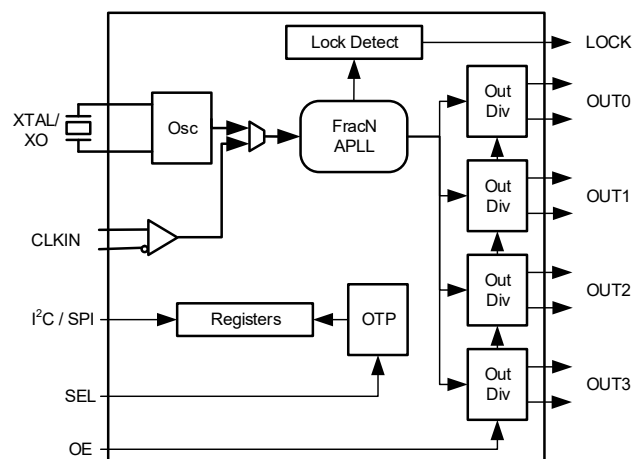 Lock Detect
LOCK
XTAL/
XO
Osc
FracN
APLL
Out
Div
OUT0
Out
Div
OUT1
CLKIN
Out
Div
OUT2
I²C / SPI
Registers
OTP
Out
Div
OUT3
SEL
OE